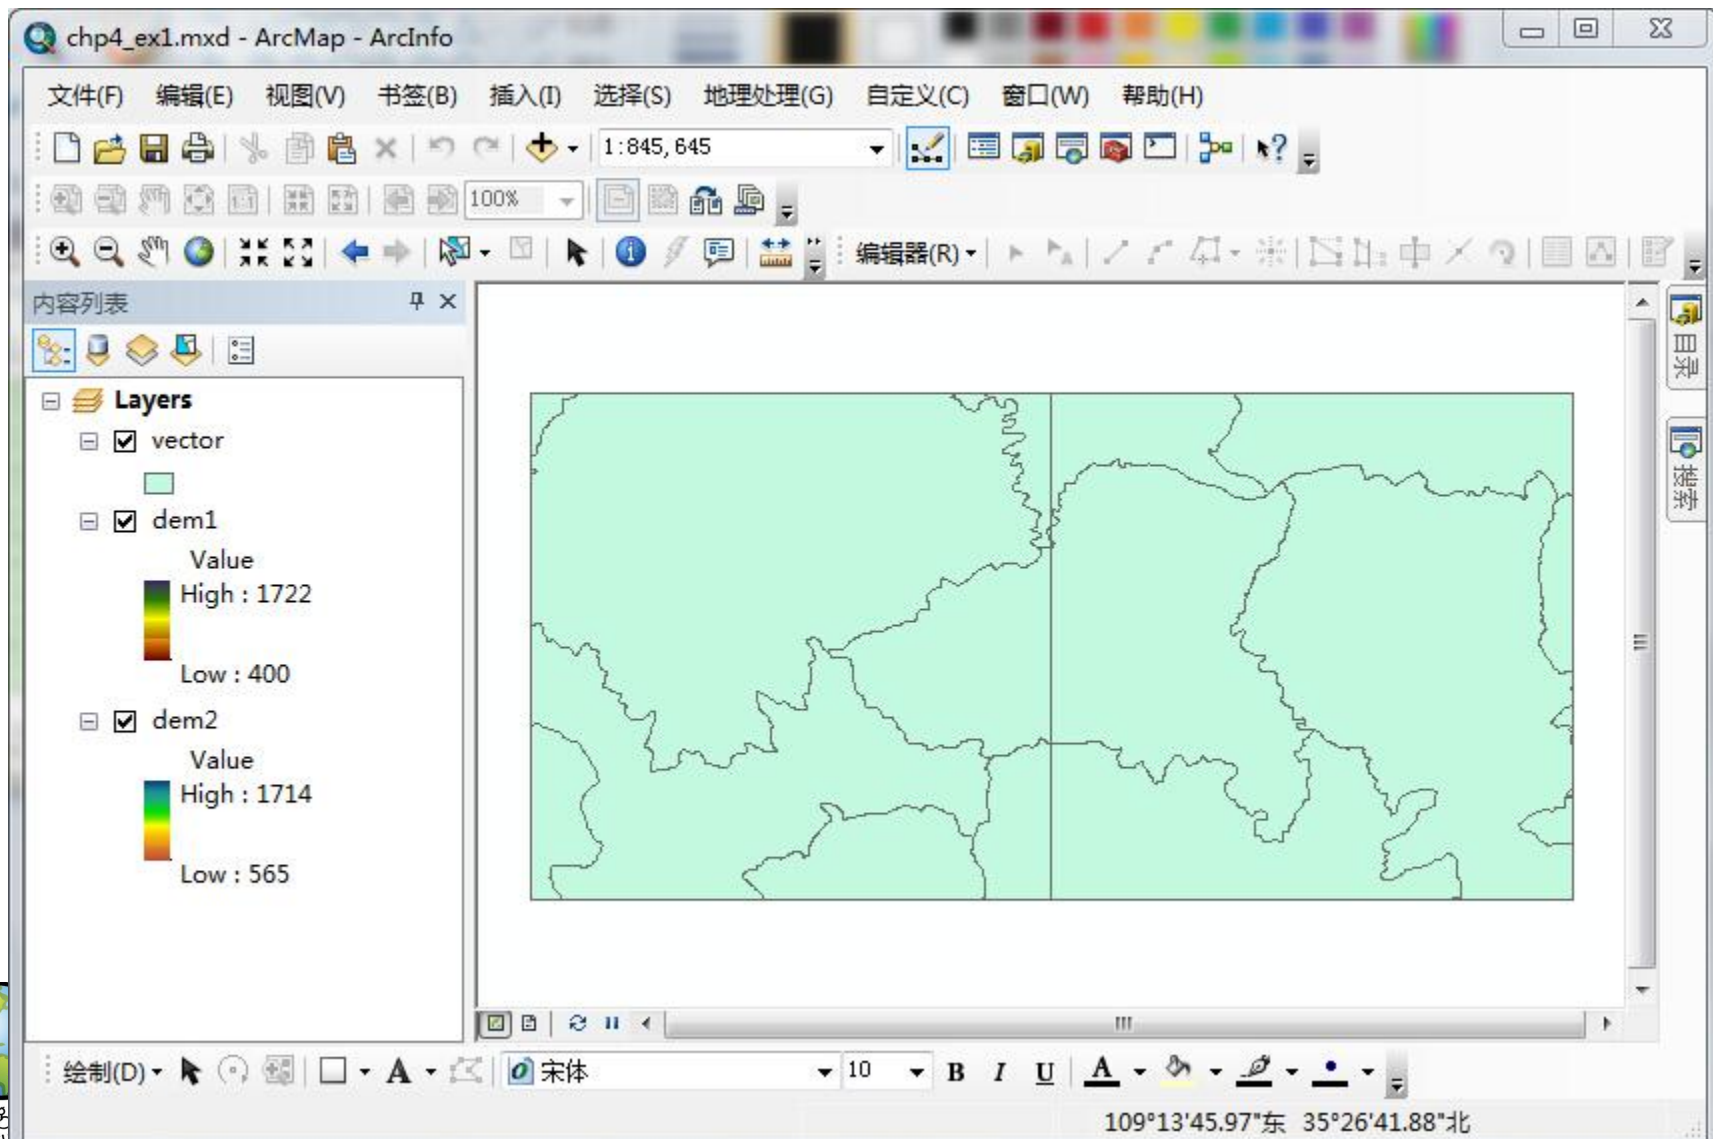 chp4_ex1.mxd - ArcMap - ArcInfo
文件(F) 编辑(E) 视图(V) 书签(B) 插入(I) 选择(S) 地理处理(G) 自定义(C) 窗口(W) 帮助(H)
1:845,645
1:1 100%
编辑器(R)
内容列表
Layers
vector
dem1
Value
High : 1722
Low : 400
dem2
Value
High : 1714
Low : 565
目录
搜索
绘制(D) A 宋体 10 B I U A
109°13'45.97"东 35°26'41.88"北